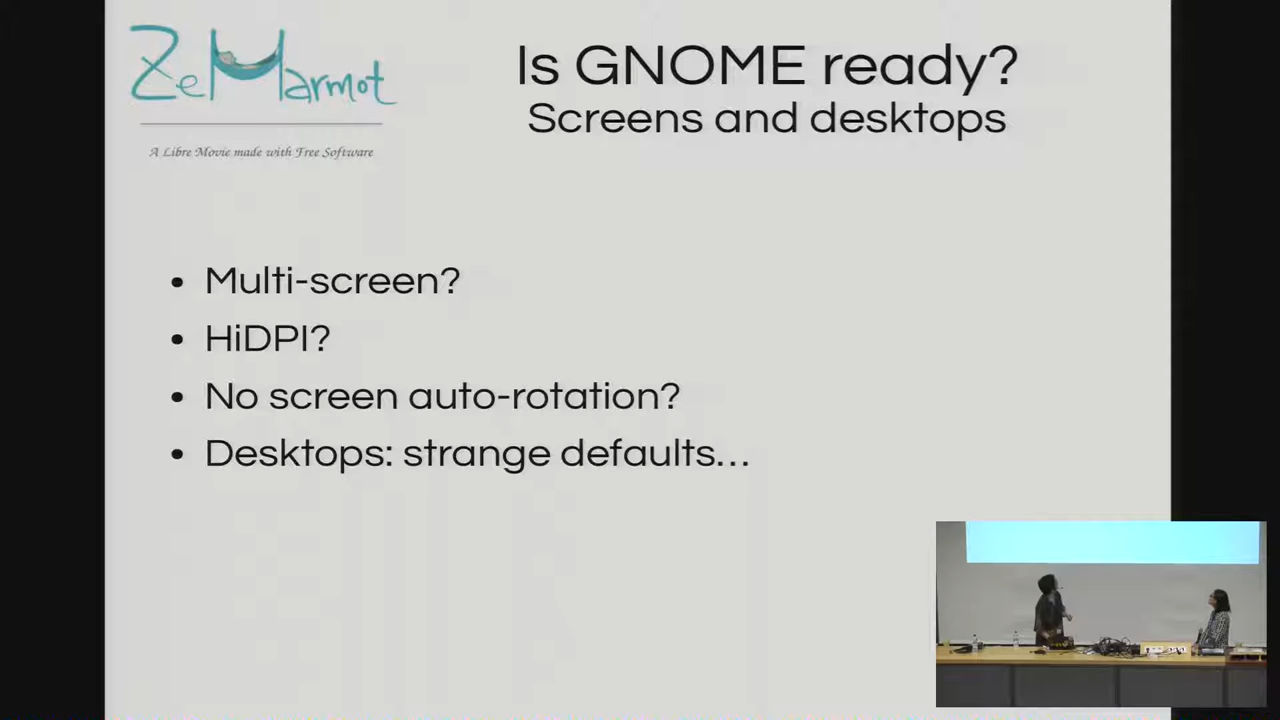 ZeMarmot
A Libre Movie made with Free Software
Is GNOME ready?
Screens and desktops
• Multi-screen?
• HiDPI?
• No screen auto-rotation?
• Desktops: strange defaults...